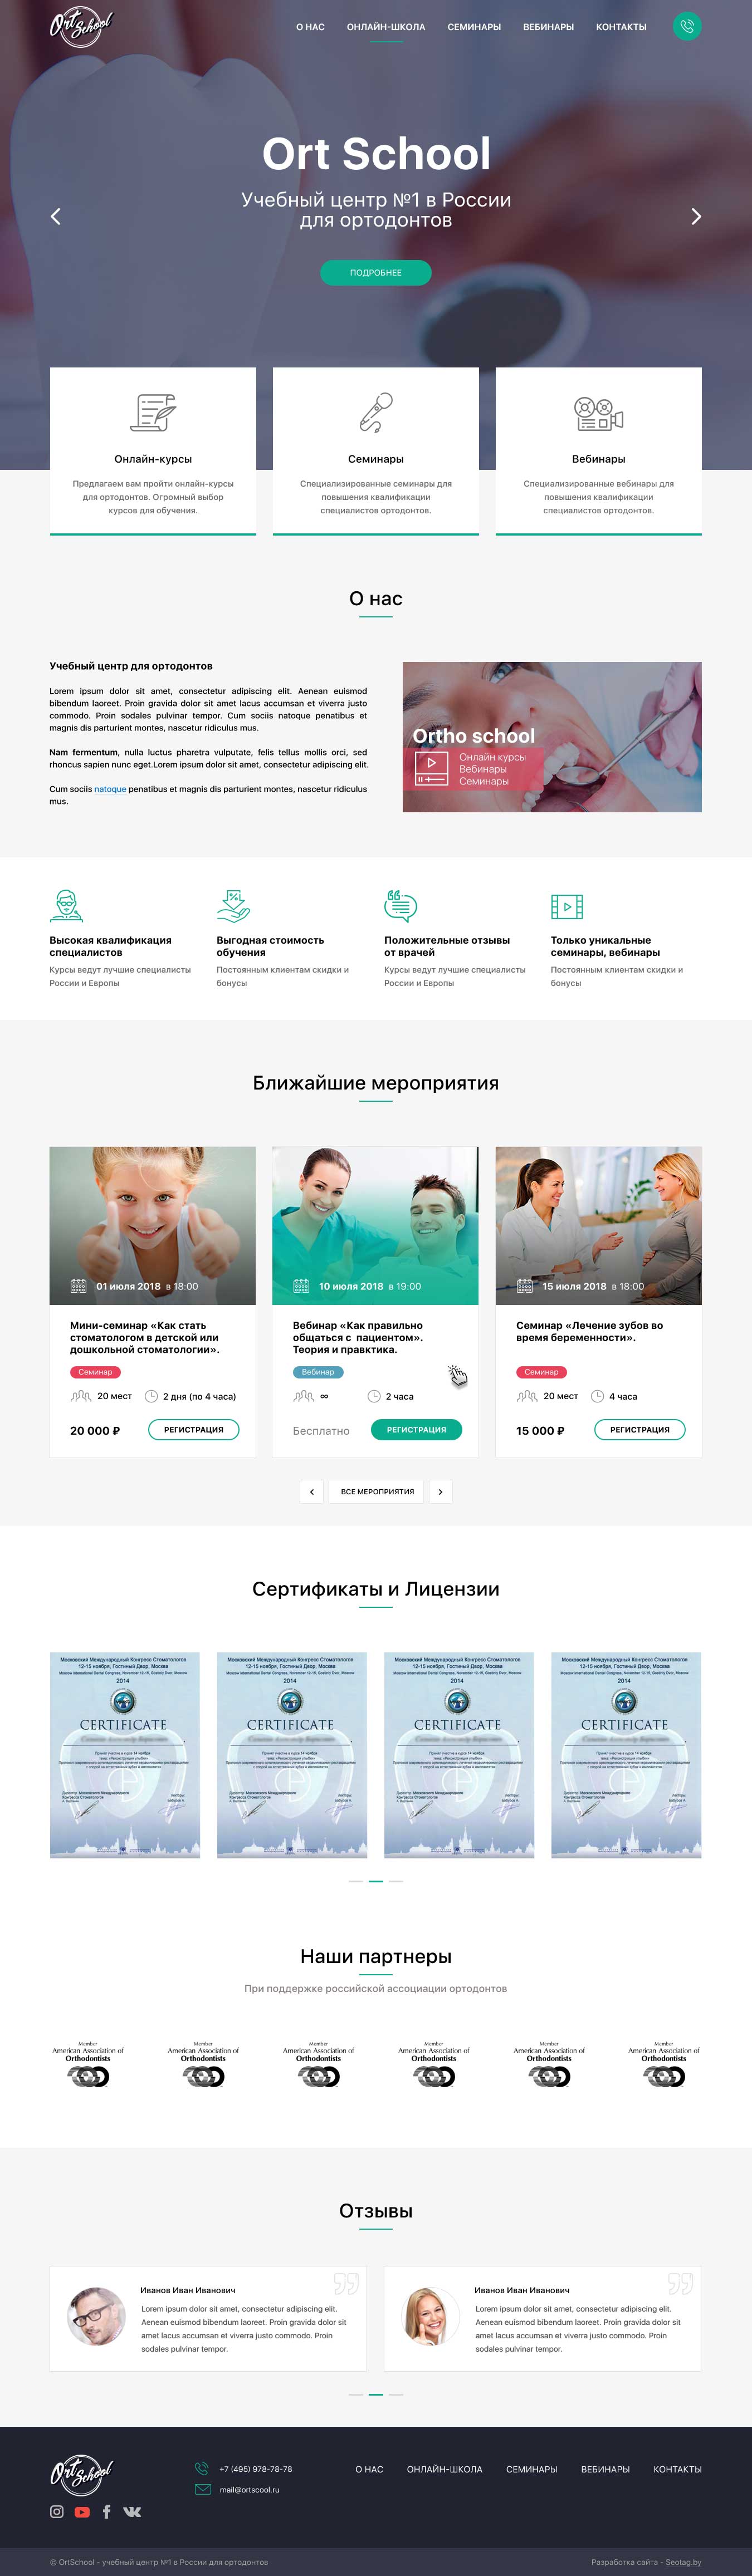 Ort School
О НАС ОНЛАЙН-ШКОЛА СЕМИНАРЫ ВЕБИНАРЫ КОНТАКТЫ
Ort School
Учебный центр №1 в России
для ортодонтов
ПОДРОБНЕЕ
Онлайн-курсы
Предлагаем вам пройти онлайн-курсы
для ортодонтов. Огромный выбор
курсов для обучения.
Семинары
Специализированные семинары для
повышения квалификации
специалистов ортодонтов.
Вебинары
Специализированные вебинары для
повышения квалификации
специалистов ортодонтов.
О нас
Учебный центр для ортодонтов
Lorem ipsum dolor sit amet, consectetur adipiscing elit. Aenean euismod
bibendum laoreet. Proin gravida dolor sit amet lacus accumsan et viverra justo
commodo. Proin sodales pulvinar tempor. Cum sociis natoque penatibus et
magnis dis parturient montes, nascetur ridiculus mus.
Nam fermentum, nulla luctus pharetra vulputate, felis tellus mollis orci, sed
rhoncus sapien nunc eget.Lorem ipsum dolor sit amet, consectetur adipiscing elit.
Cum sociis natoque penatibus et magnis dis parturient montes, nascetur ridiculus
mus.
Ortho school
Онлайн курсы
Вебинары
Семинары
Высокая квалификация
специалистов
Курсы ведут лучшие специалисты
России и Европы
Выгодная стоимость
обучения
Постоянным клиентам скидки и
бонусы
Положительные отзывы
от врачей
Курсы ведут лучшие специалисты
России и Европы
Только уникальные
семинары, вебинары
Постоянным клиентам скидки и
бонусы
Ближайшие мероприятия
01 июля 2018 в 18:00
Мини-семинар «Как стать
стоматологом в детской или
дошкольной стоматологии».
Семинар
20 мест 2 дня (по 4 часа)
20 000 ₽ РЕГИСТРАЦИЯ
10 июля 2018 в 19:00
Вебинар «Как правильно
общаться с пациентом».
Теория и правктика.
Вебинар
∞ 2 часа
Бесплатно РЕГИСТРАЦИЯ
15 июля 2018 в 18:00
Семинар «Лечение зубов во
время беременности».
Семинар
20 мест 4 часа
15 000 ₽ РЕГИСТРАЦИЯ
ВСЕ МЕРОПРИЯТИЯ
Сертификаты и Лицензии
Московский Международный Конгресс Стоматологов
12-15 ноября, Гостиный Двор, Москва
2014
CERTIFICATE
Московский Международный Конгресс Стоматологов
12-15 ноября, Гостиный Двор, Москва
2014
CERTIFICATE
Московский Международный Конгресс Стоматологов
12-15 ноября, Гостиный Двор, Москва
2014
CERTIFICATE
Московский Международный Конгресс Стоматологов
12-15 ноября, Гостиный Двор, Москва
2014
CERTIFICATE
Наши партнеры
При поддержке российской ассоциации ортодонтов
Member
American Association of
Orthodontists
Member
American Association of
Orthodontists
Member
American Association of
Orthodontists
Member
American Association of
Orthodontists
Member
American Association of
Orthodontists
Member
American Association of
Orthodontists
Отзывы
Иванов Иван Иванович
Lorem ipsum dolor sit amet, consectetur adipiscing elit.
Aenean euismod bibendum laoreet. Proin gravida dolor sit
amet lacus accumsan et viverra justo commodo. Proin
sodales pulvinar tempor.
Иванов Иван Иванович
Lorem ipsum dolor sit amet, consectetur adipiscing elit.
Aenean euismod bibendum laoreet. Proin gravida dolor sit
amet lacus accumsan et viverra justo commodo. Proin
sodales pulvinar tempor.
Ort School
+7 (495) 978-78-78
mail@ortscool.ru
О НАС ОНЛАЙН-ШКОЛА СЕМИНАРЫ ВЕБИНАРЫ КОНТАКТЫ
© OrtSchool - учебный центр №1 в России для ортодонтов
Разработка сайта - Seotag.by